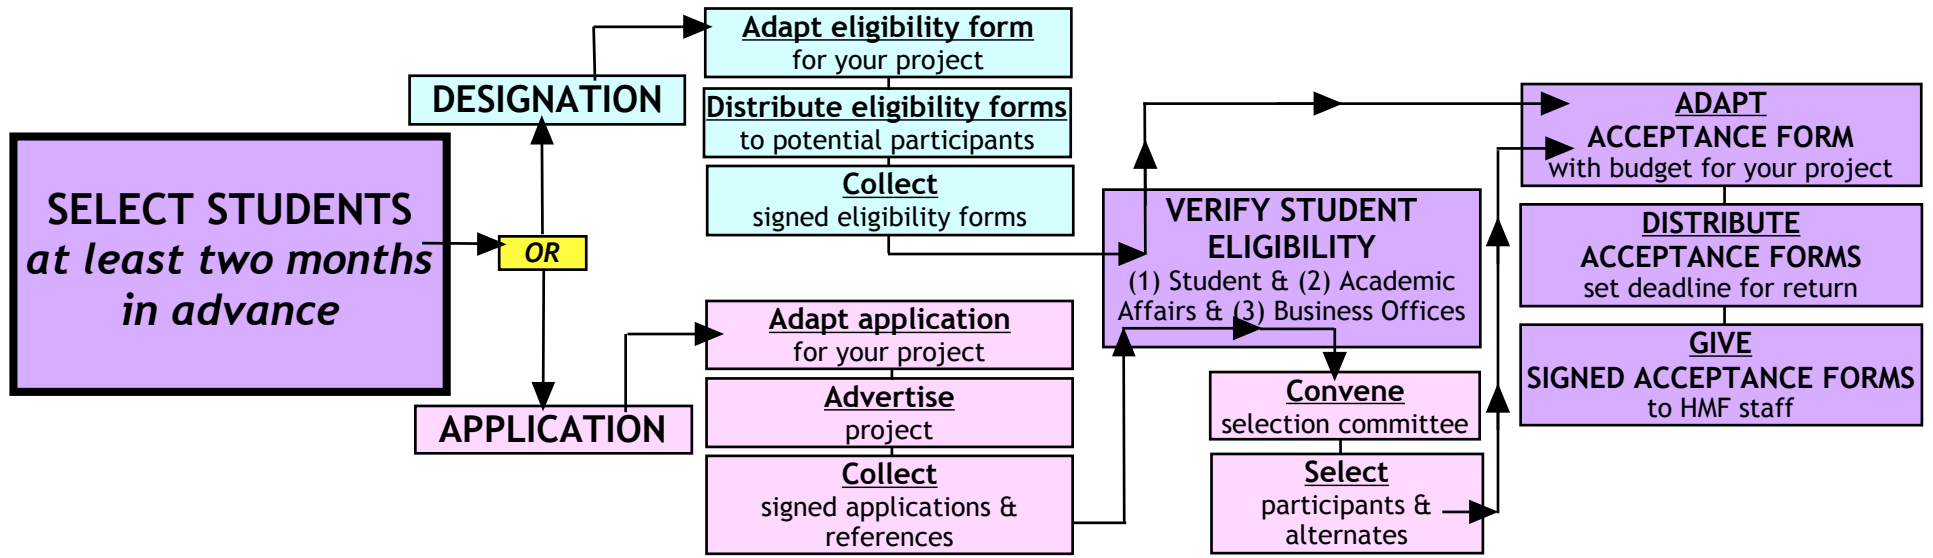 SELECT STUDENTS
at least two months
in advance
OR
DESIGNATION
Adapt eligibility form
for your project
Distribute eligibility forms
to potential participants
Collect
signed eligibility forms
APPLICATION
Adapt application
for your project
Advertise
project
Collect
signed applications &
references
VERIFY STUDENT
ELIGIBILITY
(1) Student & (2) Academic
Affairs & (3) Business Offices
Convene
selection committee
Select
participants &
alternates
ADAPT
ACCEPTANCE FORM
with budget for your project
DISTRIBUTE
ACCEPTANCE FORMS
set deadline for return
GIVE
SIGNED ACCEPTANCE FORMS
to HMF staff